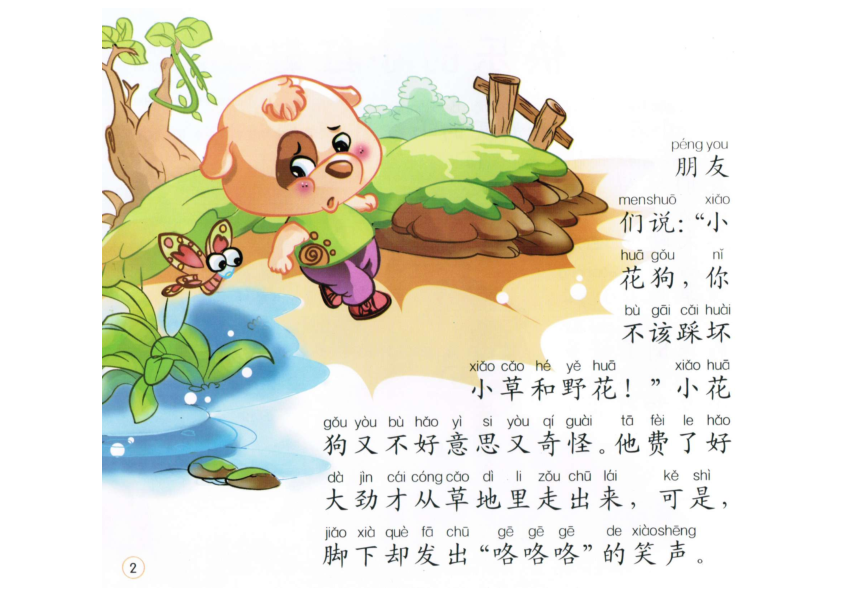 péng you
朋友
men shuō xiǎo
们说：“小
huā gǒu nǐ
花狗，你
bù gāi cǎi huài
不该踩坏
xiǎo cǎo hé yě huā xiǎo huā
小草和野花！”小花
gǒu yòu bù hǎo yì si yòu qí guài tā fèi le hǎo
狗又不好意思又奇怪。他费了好
dà jìn cái cóng cǎo dì li zǒu chū lái kě shì
大劲才从草地里走出来，可是，
jiǎo xià què fā chū gē gē gē de xiào shēng
脚下却发出“咯咯咯”的笑声。
2